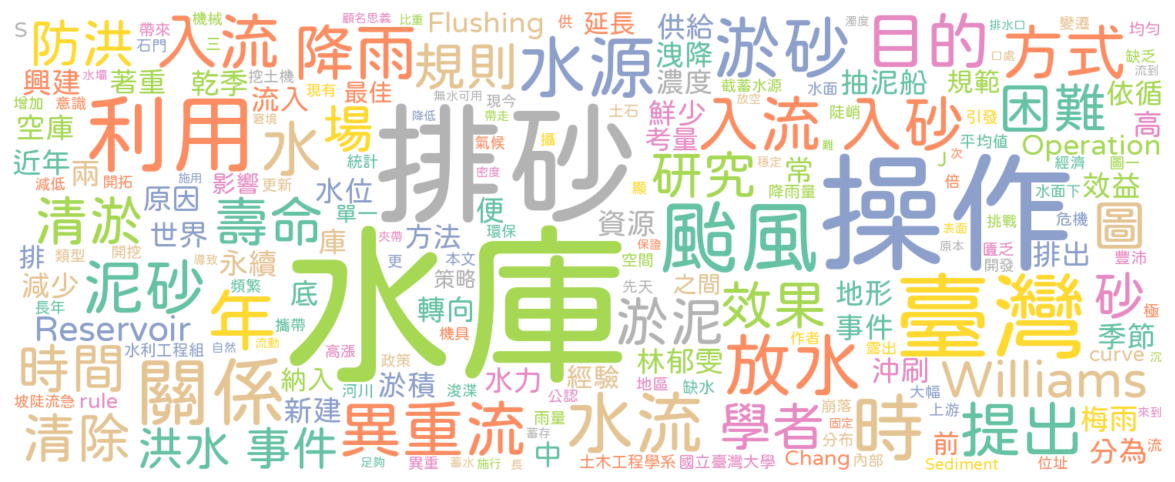 S 防洪 機械 顧名思義 比重 Flushing 供 延長 供給 濁度 排水口 變遷 均勻
帶來 石門 三 入流 降雨 規則 水源 淤砂 目的 方式 口處 缺乏 流到
興建 水壩 著重 乾季 挖土機 洩降 濃度 截蓄水源 水面 抽泥船 規範 依循
增加 意識 現有 流入 最佳 無水可用 現今 鮮少 放空 陡峭 引發 困難 高
空庫 利用 窘境 水 場 降低 帶走 土石 考量 入流 入砂 平均值 Operation
近年 兩 統計 氣候 攝 研究 穩定 難 常 J 次 經濟 圖一
減低 開拓 施用 影響 更新 水位 排砂 密度 顯 降雨量 倍 操作 水面下 效益
清淤 原因 壽命 單一 便 資源 颱風 表面 挑戰 危機 圖
排 世界 庫 方法 環保 保證 原本 匱乏 排出
類型 開挖 永續 夾帶 更 本文 策略 空間 之間 開發 豐沛
減少 泥砂 導致 頻繁 年 底 水庫 轉向 先天 淤泥 效果 地形 臺灣 砂
長年 Reservoir 攜帶 機具 作者 事件 季節 極
水利工程組 自然 流動 高漲 政策 林郁雯 放水 露出 沖刷 curve 沉
時間 關係 納入 河川 淤積 浚渫 水力 經驗 地區 缺水 大幅 Williams
坡陡流急 rule 新建 公認 學者 崩落 上游 固定 梅雨 來到
清除 洪水 事件 異重流 雨量 蓄存 水流 分布 時 前 提出 分為 流
足夠 異重 蓄水 施行 長 中 土木工程學系 國立臺灣大學 Chang 內部 Sediment 位址